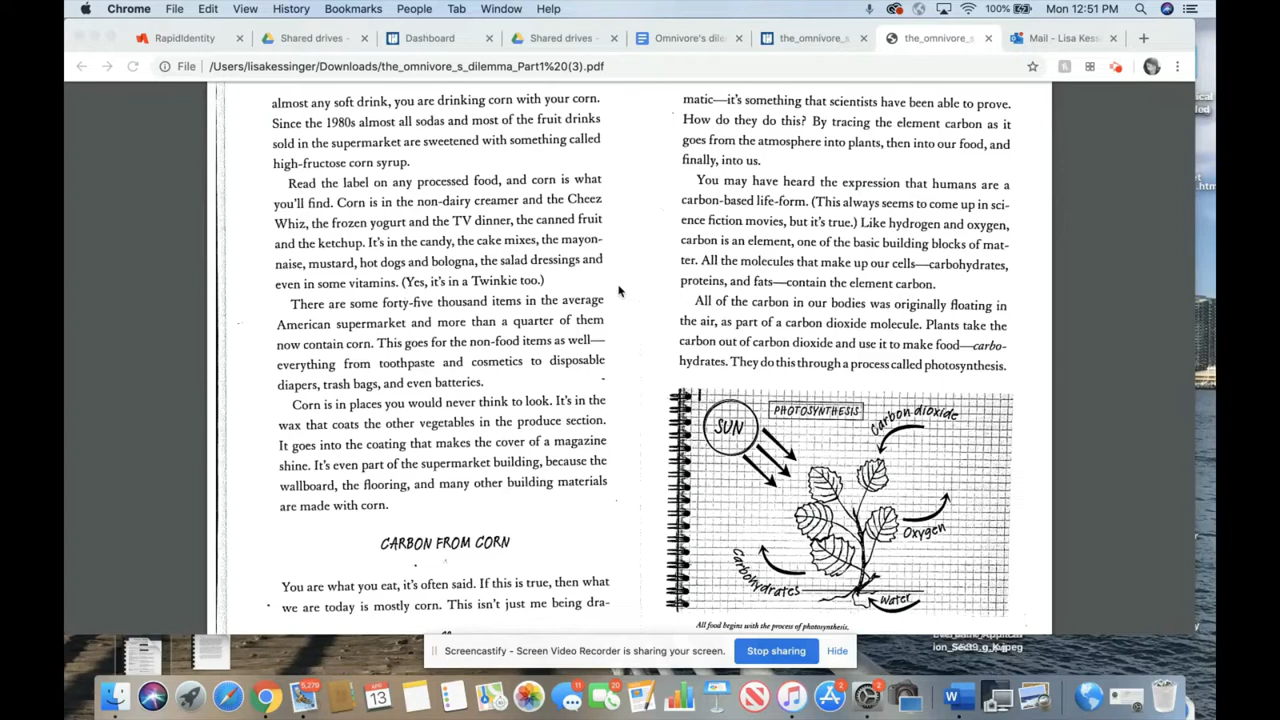 Chrome File Edit View History Bookmarks People Tab Window Help 100% Mon 12:51 PM
RapidIdentity Shared drives - Dashboard Shared drives - Omnivore's dile the_omnivore_s the_omnivore_s Mail - Lisa Kess
File /Users/lisakessinger/Downloads/the_omnivore_s_dilemma_Part1%20(3).pdf
almost any soft drink, you are drinking corn with your corn.
Since the 1980s almost all sodas and most of the fruit drinks
sold in the supermarket are sweetened with something called
high-fructose corn syrup.
Read the label on any processed food, and corn is what
you'll find. Corn is in the non-dairy creamer and the Cheez
Whiz, the frozen yogurt and the TV dinner, the canned fruit
and the ketchup. It's in the candy, the cake mixes, the mayon-
naise, mustard, hot dogs and bologna, the salad dressings and
even in some vitamins. (Yes, it's in a Twinkie too.)
There are some forty-five thousand items in the average
American supermarket and more than a quarter of them
now contain corn. This goes for the non-food items as well—
everything from toothpaste and cosmetics to disposable
diapers, trash bags, and even batteries.
Corn is in places you would never think to look. It's in the
wax that coats the other vegetables in the produce section.
It goes into the coating that makes the cover of a magazine
shine. It's even part of the supermarket building, because the
wallboard, the flooring, and many other building materials
are made with corn.
CARBON FROM CORN
You are what you eat, it's often said. If this is true, then what
we are today is mostly corn. This isn't just me being dra-
matic—it's something that scientists have been able to prove.
How do they do this? By tracing the element carbon as it
goes from the atmosphere into plants, then into our food, and
finally, into us.
You may have heard the expression that humans are a
carbon-based life-form. (This always seems to come up in sci-
ence fiction movies, but it's true.) Like hydrogen and oxygen,
carbon is an element, one of the basic building blocks of mat-
ter. All the molecules that make up our cells—carbohydrates,
proteins, and fats—contain the element carbon.
All of the carbon in our bodies was originally floating in
the air, as part of a carbon dioxide molecule. Plants take the
carbon out of carbon dioxide and use it to make food—carbo-
hydrates. They do this through a process called photosynthesis.
PHOTOSYNTHESIS
SUN
Carbon dioxide
Oxygen
Carbohydrates
Water
All food begins with the process of photosynthesis.
Screencastify - Screen Video Recorder is sharing your screen. Stop sharing Hide
ion_Se39_g_K.jpeg
5,279
APR
13
11
20
2
2